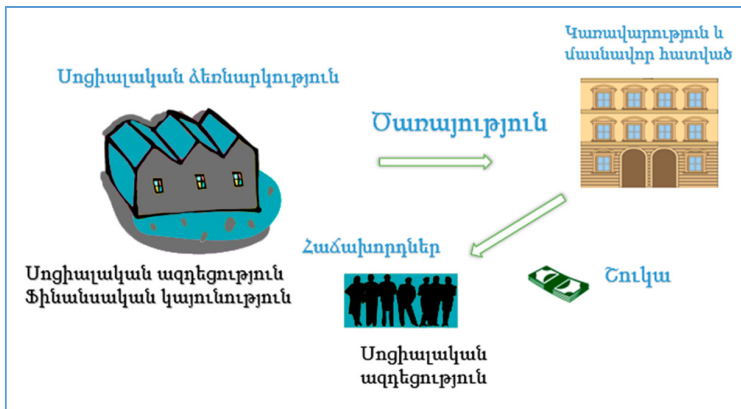 Սոցիալական ձեռնարկություն
Կառավարություն և
մասնավոր հատված
Ծառայություն
Հաճախորդներ
Սոցիալական ազդեցություն
Ֆինանսական կայունություն
Շուկա
Սոցիալական
ազդեցություն